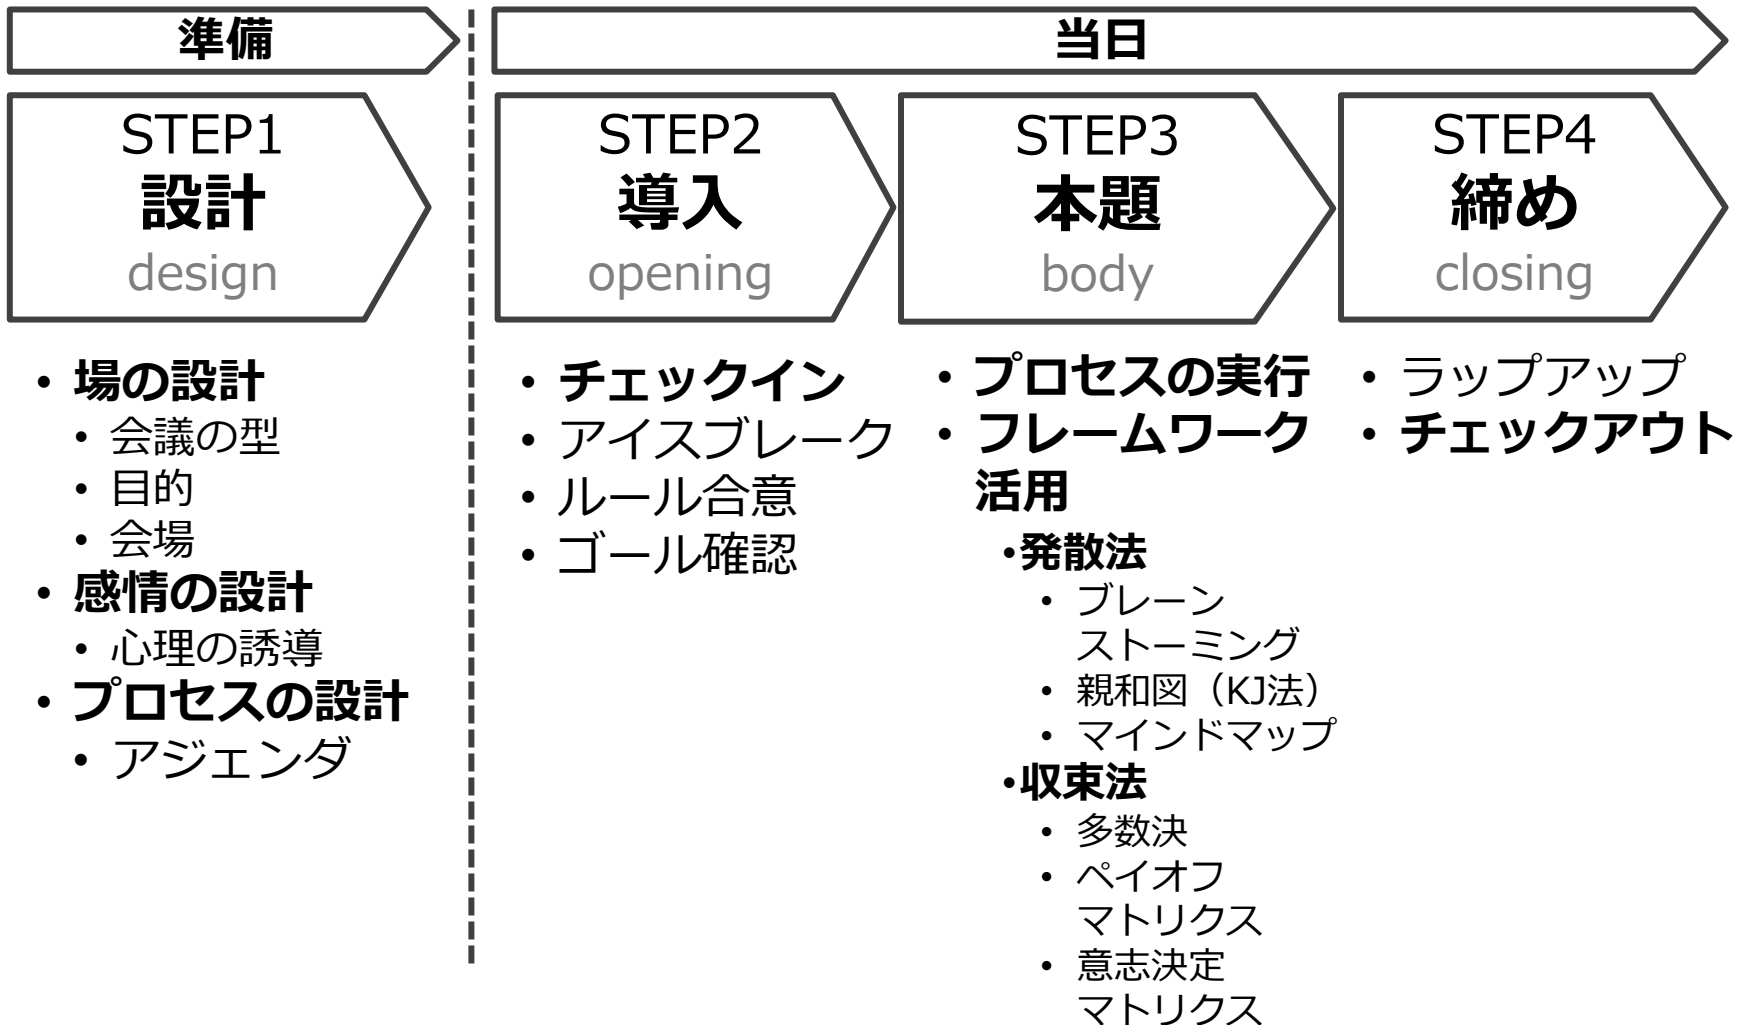 準備
当日
STEP1
設計
design
STEP2
導入
opening
STEP3
本題
body
STEP4
締め
closing
• 場の設計
• 会議の型
• 目的
• 会場
• 感情の設計
• 心理の誘導
• プロセスの設計
• アジェンダ
• チェックイン
• アイスブレーク
• ルール合意
• ゴール確認
• プロセスの実行
• フレームワーク
活用
•発散法
• ブレーン
ストーミング
• 親和図（KJ法）
• マインドマップ
•収束法
• 多数決
• ペイオフ
マトリクス
• 意志決定
マトリクス
• ラップアップ
• チェックアウト